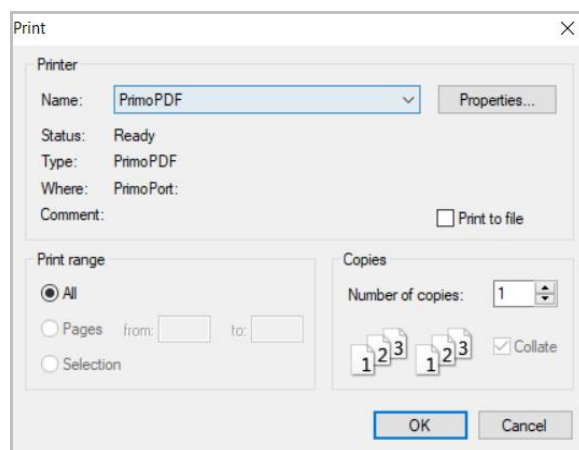 Print
Printer
Name: PrimoPDF Properties...
Status: Ready
Type: PrimoPDF
Where: PrimoPort:
Comment: Print to file
Print range
All
Pages from: to:
Selection
Copies
Number of copies: 1
1 2 3 1 2 3 Collate
OK Cancel